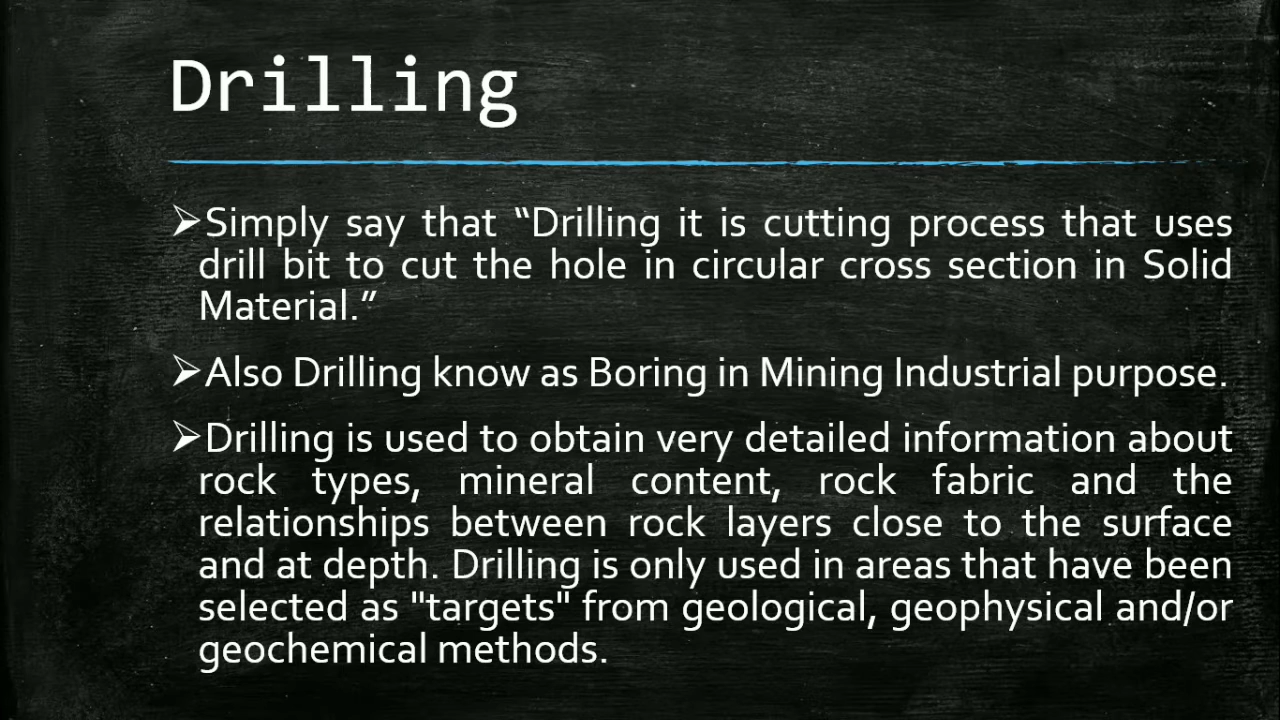 Drilling
➢Simply say that “Drilling it is cutting process that uses
drill bit to cut the hole in circular cross section in Solid
Material.”
➢Also Drilling know as Boring in Mining Industrial purpose.
➢Drilling is used to obtain very detailed information about
rock types, mineral content, rock fabric and the
relationships between rock layers close to the surface
and at depth. Drilling is only used in areas that have been
selected as "targets" from geological, geophysical and/or
geochemical methods.